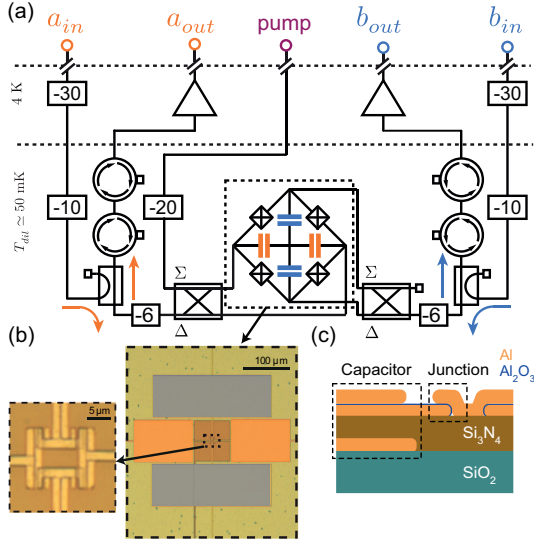 (a)
a_in a_out pump b_out b_in
4 K
-30 -30
T_dil ≃ 50 mK
-10 -20 -10
Σ Σ
-6 -6
Δ Δ
(b)
5 µm
100 µm
(c)
Capacitor Junction Al
Al₂O₃
Si₃N₄
SiO₂